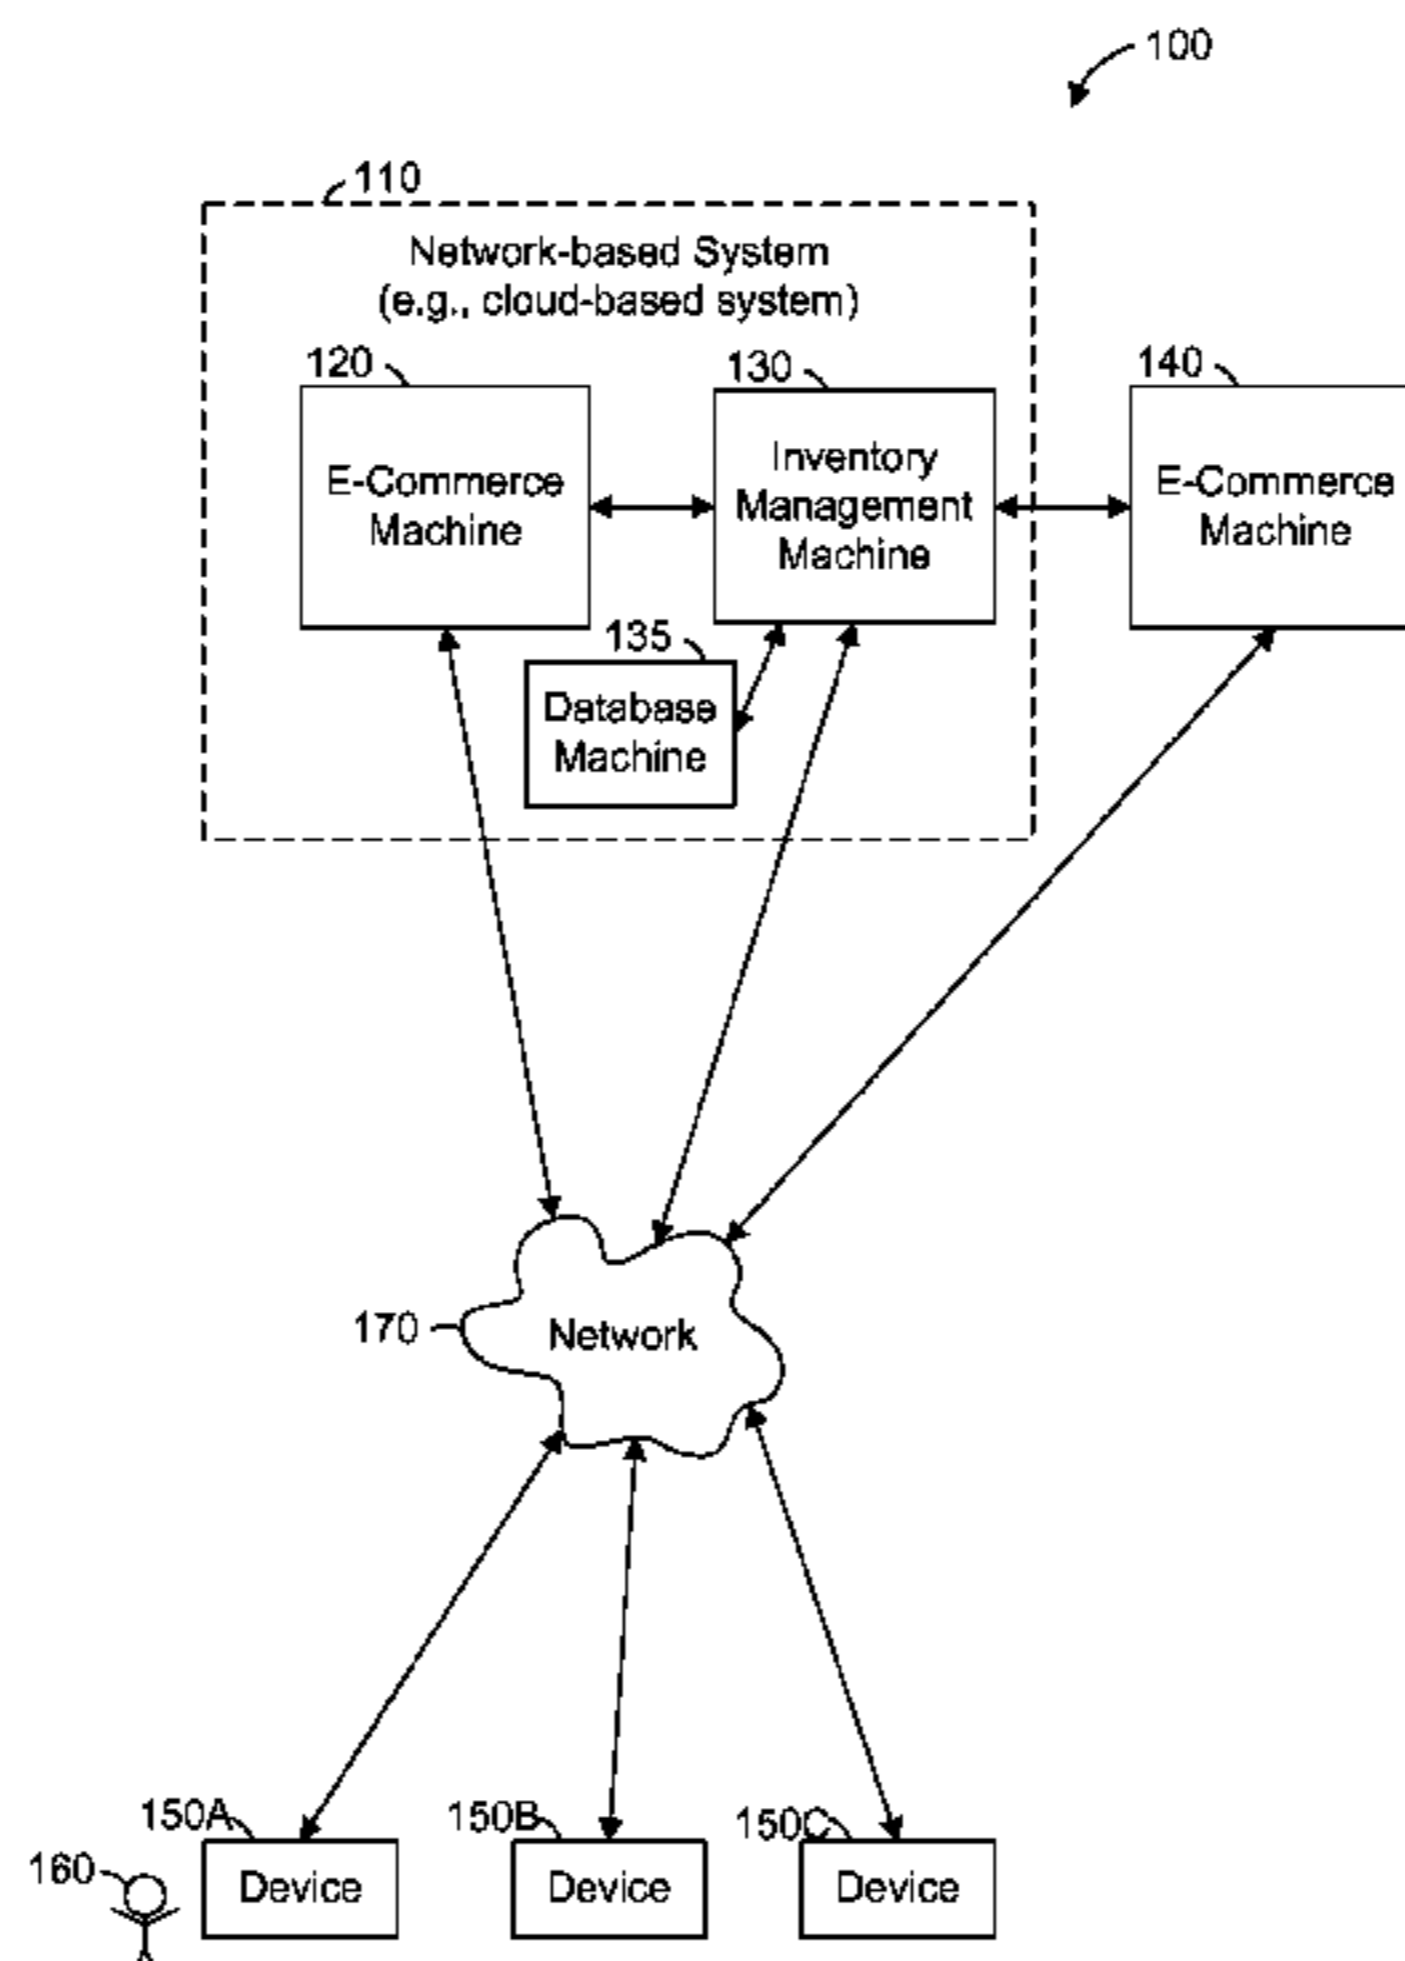 100
110
Network-based System
(e.g., cloud-based system)
120
130
140
E-Commerce
Machine
Inventory
Management
Machine
E-Commerce
Machine
135
Database
Machine
170
Network
150A
150B
150C
160
Device
Device
Device